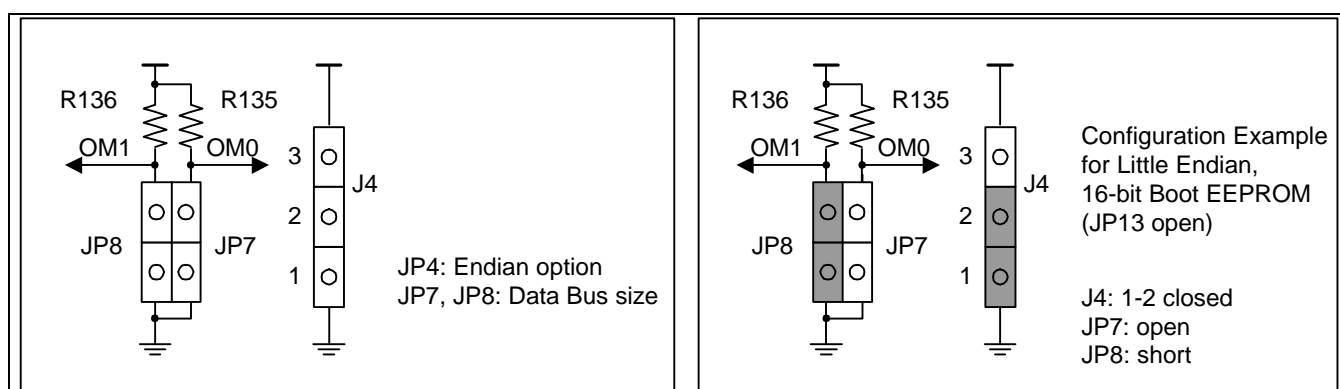 R136
R135
OM1
OM0
3
J4
2
JP8
JP7
1
JP4: Endian option
JP7, JP8: Data Bus size
R136
R135
OM1
OM0
3
J4
2
JP8
JP7
1
Configuration Example
for Little Endian,
16-bit Boot EEPROM
(JP13 open)
J4: 1-2 closed
JP7: open
JP8: short